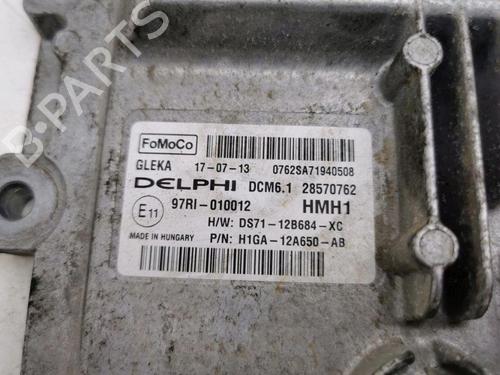 FoMoCo
GLEKA 17-07-13 0762SA71940508
DELPHI DCM6.1 28570762
E11 97RI-010012 HMH1
H/W: DS71-12B684-XC
MADE IN HUNGARY P/N: H1GA-12A650-AB